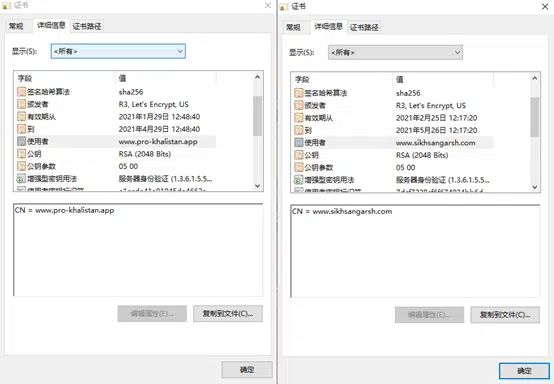 证书
常规 详细信息 证书路径
显示(S): <所有>
字段 值
签名哈希算法 sha256
颁发者 R3, Let's Encrypt, US
有效期从 2021年1月29日 12:48:40
到 2021年4月29日 12:48:40
使用者 www.pro-khalistan.app
公钥 RSA (2048 Bits)
公钥参数 05 00
增强型密钥用法 服务器身份验证 (1.3.6.1.5.5...
CN = www.pro-khalistan.app
编辑属性(E)... 复制到文件(C)...
确定
证书
常规 详细信息 证书路径
显示(S): <所有>
字段 值
签名哈希算法 sha256
颁发者 R3, Let's Encrypt, US
有效期从 2021年2月25日 12:17:20
到 2021年5月26日 12:17:20
使用者 www.sikhsangarsh.com
公钥 RSA (2048 Bits)
公钥参数 05 00
增强型密钥用法 服务器身份验证 (1.3.6.1.5.5...
CN = www.sikhsangarsh.com
编辑属性(E)... 复制到文件(C)...
确定